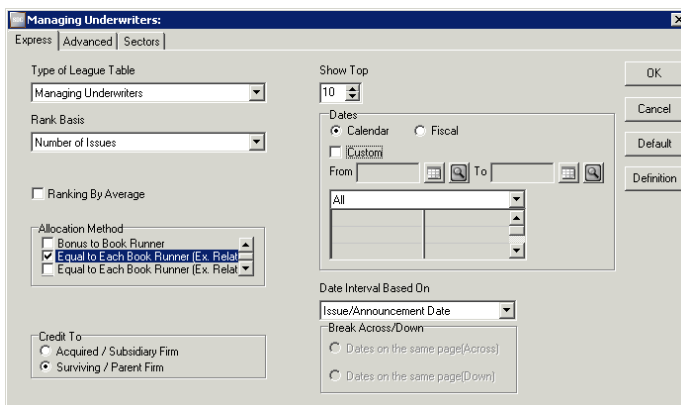 Managing Underwriters:
Express Advanced Sectors
Type of League Table
Managing Underwriters
Rank Basis
Number of Issues
Ranking By Average
Allocation Method
Bonus to Book Runner
Equal to Each Book Runner (Ex. Relat
Equal to Each Book Runner (Ex. Relat
Credit To
Acquired / Subsidiary Firm
Surviving / Parent Firm
Show Top
10
Dates
Calendar Fiscal
Custom
From To
All
Date Interval Based On
Issue/Announcement Date
Break Across/Down
Dates on the same page(Across)
Dates on the same page(Down)
OK
Cancel
Default
Definition